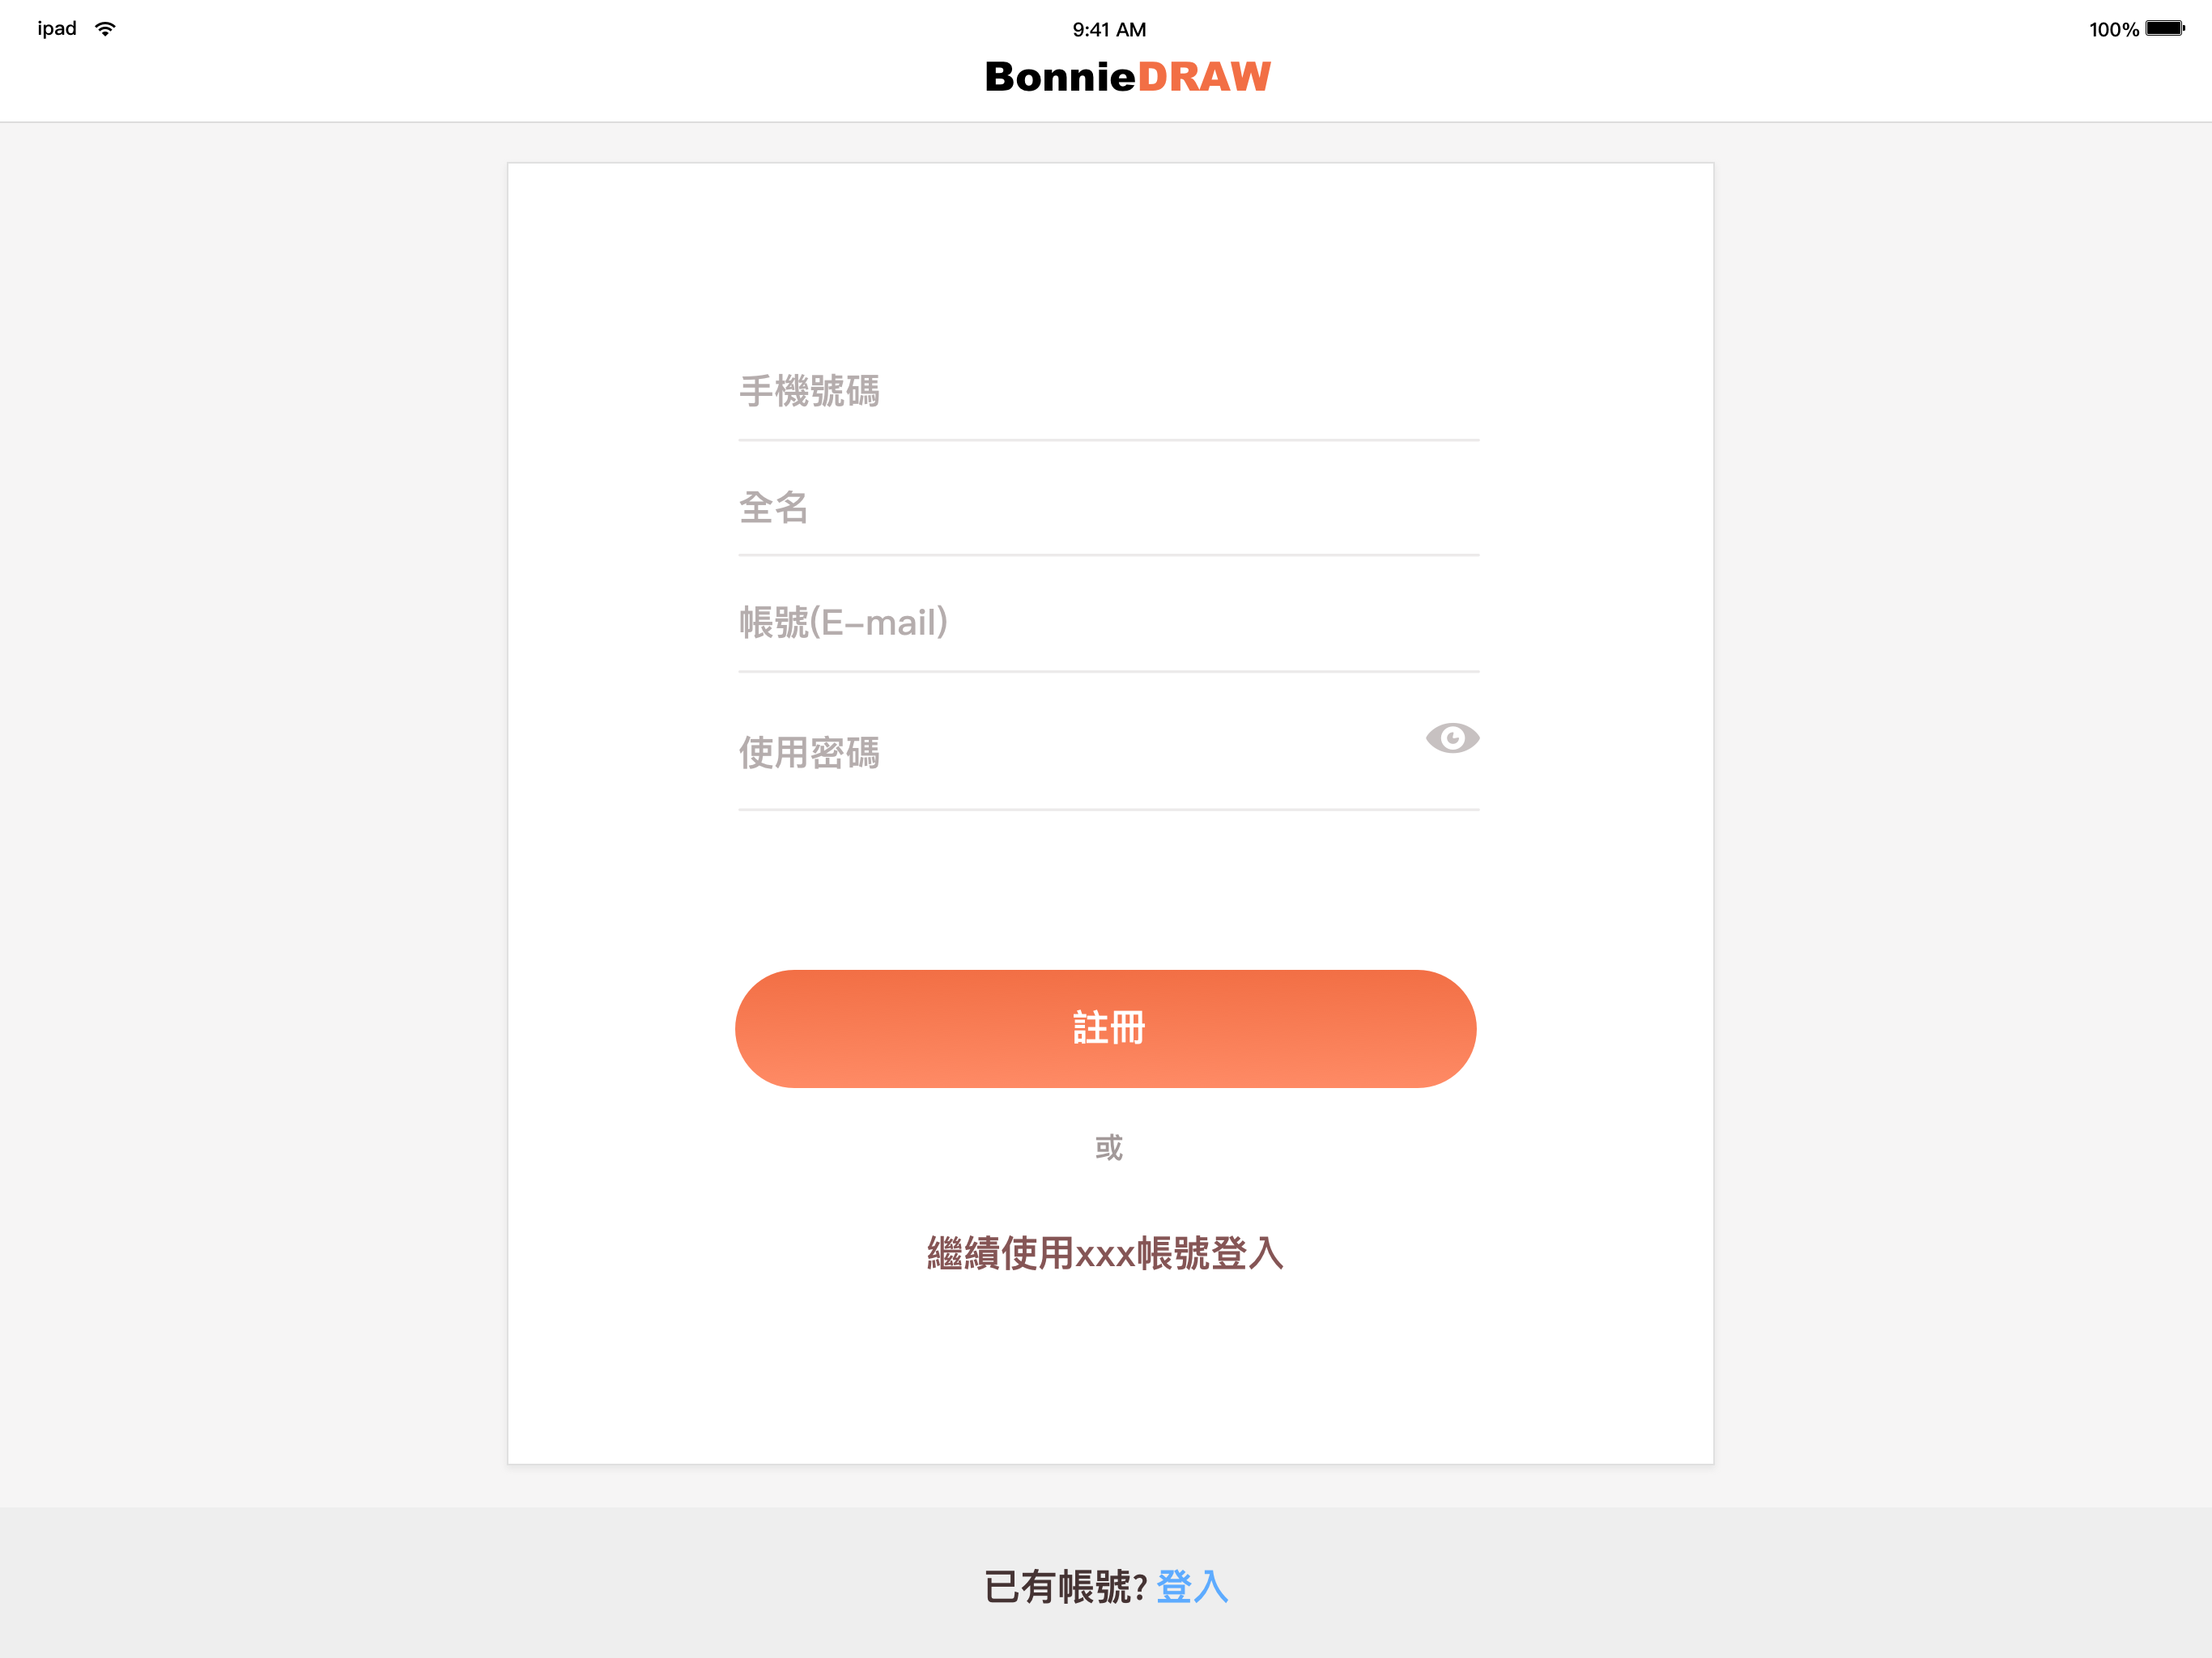 ipad 9:41 AM 100%
BonnieDRAW
手機號碼
全名
帳號(E-mail)
使用密碼
註冊
或
繼績使用xxx帳號登入
已有帳號? 登入